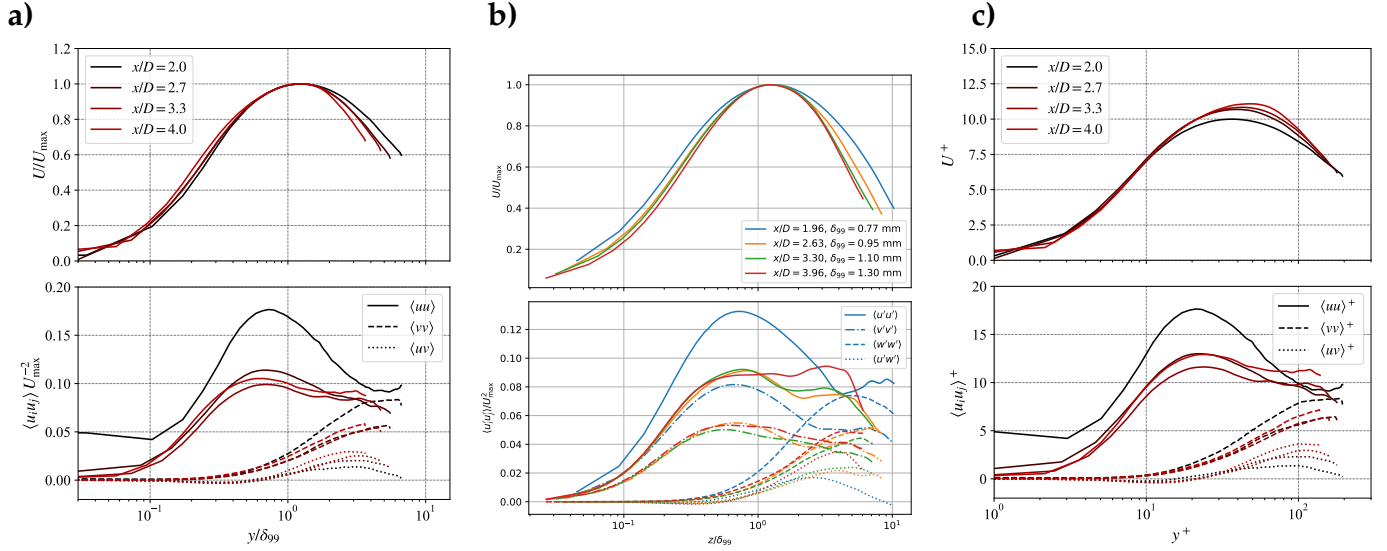 a)
1.2
1.0
0.8
0.6
0.4
0.2
0.0
U/U_max
x/D = 2.0
x/D = 2.7
x/D = 3.3
x/D = 4.0
0.20
0.15
0.10
0.05
0.00
⟨u_i u_j⟩ U_max^−2
⟨uu⟩
⟨vv⟩
⟨uv⟩
10^−1
10^0
10^1
y/δ_99
b)
1.0
0.8
0.6
0.4
0.2
U/U_max
x/D = 1.96, δ_99 = 0.77 mm
x/D = 2.63, δ_99 = 0.95 mm
x/D = 3.30, δ_99 = 1.10 mm
x/D = 3.96, δ_99 = 1.30 mm
0.12
0.10
0.08
0.06
0.04
0.02
0.00
⟨u'_i u'_j⟩/U²_max
⟨u'u'⟩
⟨v'v'⟩
⟨w'w'⟩
⟨u'w'⟩
10^−1
10^0
10^1
z/δ_99
c)
15.0
12.5
10.0
7.5
5.0
2.5
0.0
U^+
x/D = 2.0
x/D = 2.7
x/D = 3.3
x/D = 4.0
20
15
10
5
0
⟨u_i u_j⟩^+
⟨uu⟩^+
⟨vv⟩^+
⟨uv⟩^+
10^0
10^1
10^2
y^+